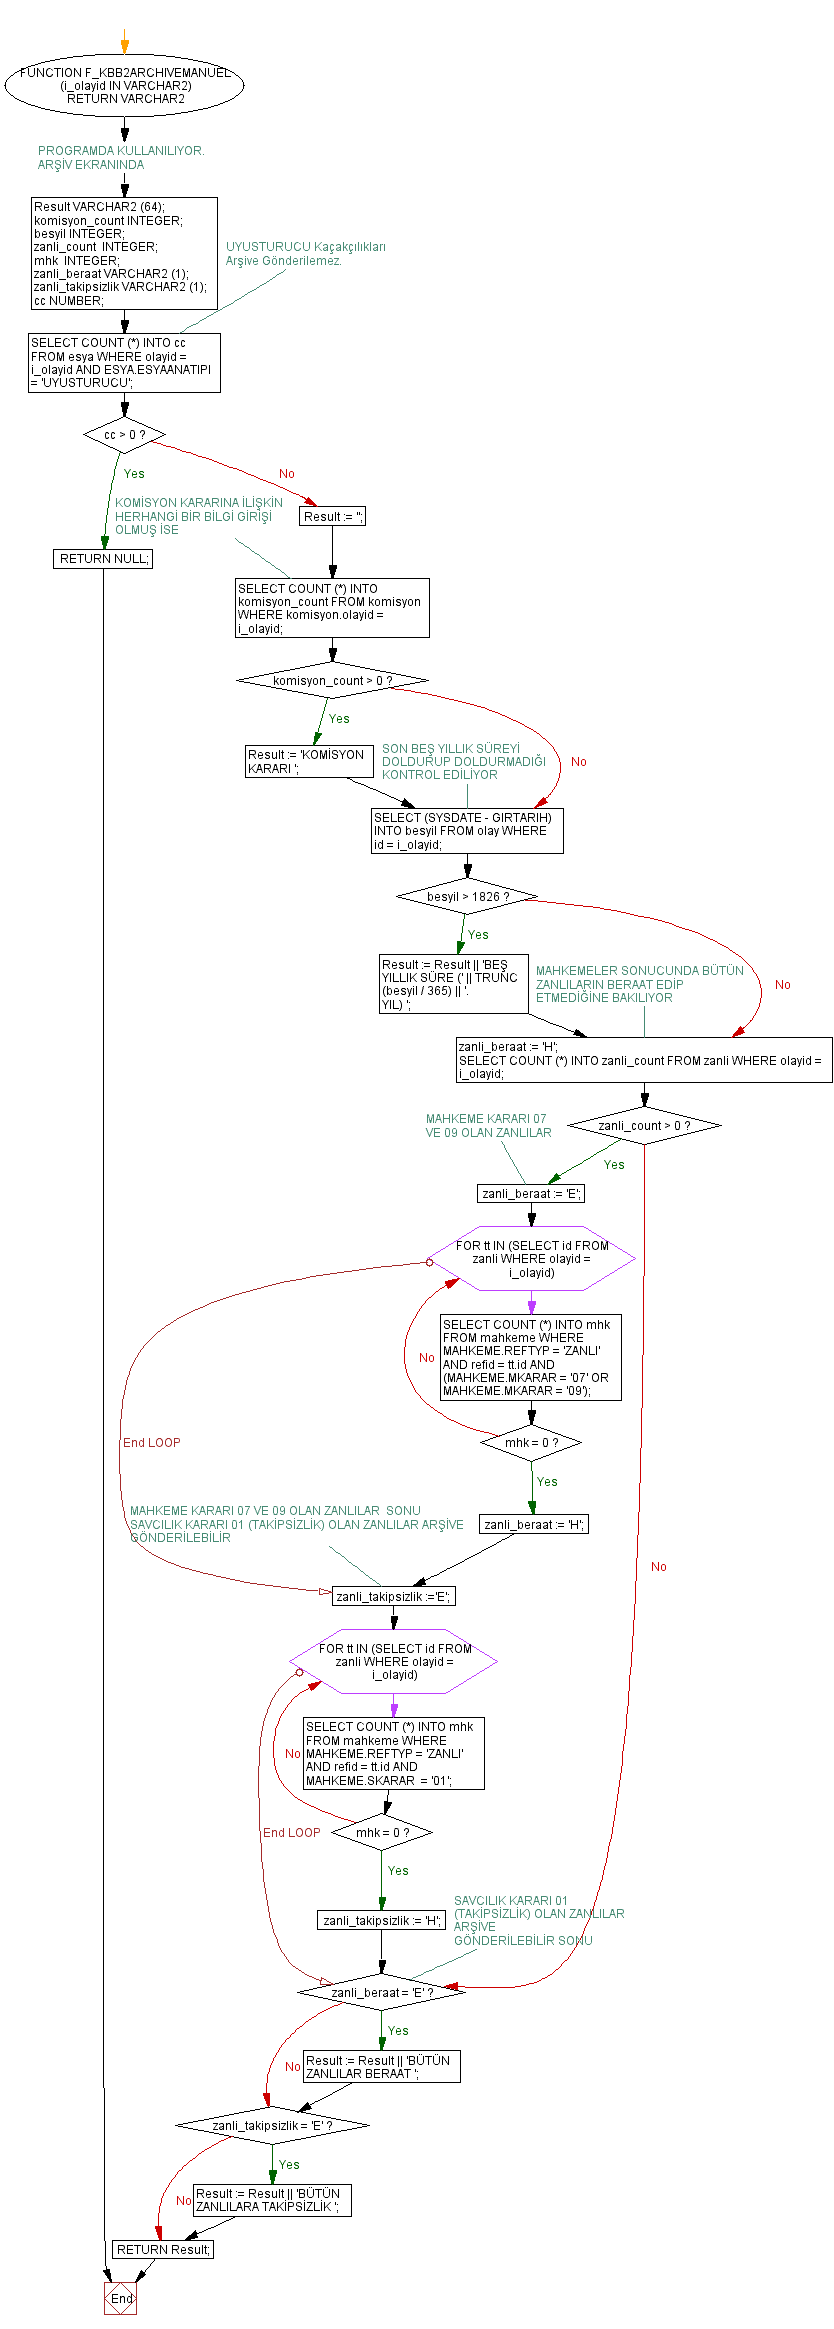 FUNCTION F_KBB2ARCHIVEMANUEL
(i_olayid IN VARCHAR2)
RETURN VARCHAR2
PROGRAMDA KULLANILIYOR.
ARŞİV EKRANINDA
Result VARCHAR2 (64);
komisyon_count INTEGER;
besyil INTEGER;
zanli_count  INTEGER;
mhk  INTEGER;
zanli_beraat VARCHAR2 (1);
zanli_takipsizlik VARCHAR2 (1);
cc NUMBER;
UYUSTURUCU Kaçakçılıkları
Arşive Gönderilemez.
SELECT COUNT (*) INTO cc
FROM esya WHERE olayid =
i_olayid AND ESYA.ESYAANATIPI
= 'UYUSTURUCU';
cc > 0 ?
Yes
No
KOMİSYON KARARINA İLİŞKİN
HERHANGİ BİR BİLGİ GİRİŞİ
OLMUŞ İSE
Result := '';
RETURN NULL;
SELECT COUNT (*) INTO
komisyon_count FROM komisyon
WHERE komisyon.olayid =
i_olayid;
komisyon_count > 0 ?
Yes
No
Result := 'KOMİSYON
KARARI ';
SON BEŞ YILLIK SÜREYİ
DOLDURUP DOLDURMADIĞI
KONTROL EDİLİYOR
SELECT (SYSDATE - GIRTARIH)
INTO besyil FROM olay WHERE
id = i_olayid;
besyil > 1826 ?
Yes
No
Result := Result || 'BEŞ
YILLIK SÜRE (' || TRUNC
(besyil / 365) || '.
YIL) ';
MAHKEMELER SONUCUNDA BÜTÜN
ZANLILARIN BERAAT EDİP
ETMEDİĞİNE BAKILIYOR
zanli_beraat := 'H';
SELECT COUNT (*) INTO zanli_count FROM zanli WHERE olayid =
i_olayid;
zanli_count > 0 ?
MAHKEME KARARI 07
VE 09 OLAN ZANLILAR
Yes
No
zanli_beraat := 'E';
FOR tt IN (SELECT id FROM
zanli WHERE olayid =
i_olayid)
SELECT COUNT (*) INTO mhk
FROM mahkeme WHERE
MAHKEME.REFTYP = 'ZANLI'
AND refid = tt.id AND
(MAHKEME.MKARAR = '07' OR
MAHKEME.MKARAR = '09');
No
End LOOP
mhk = 0 ?
Yes
zanli_beraat := 'H';
MAHKEME KARARI 07 VE 09 OLAN ZANLILAR  SONU
SAVCILIK KARARI 01 (TAKİPSİZLİK) OLAN ZANLILAR ARŞİVE
GÖNDERİLEBİLİR
zanli_takipsizlik :='E';
FOR tt IN (SELECT id FROM
zanli WHERE olayid =
i_olayid)
SELECT COUNT (*) INTO mhk
FROM mahkeme WHERE
MAHKEME.REFTYP = 'ZANLI'
AND refid = tt.id AND
MAHKEME.SKARAR  = '01';
No
End LOOP
mhk = 0 ?
Yes
zanli_takipsizlik := 'H';
SAVCILIK KARARI 01
(TAKİPSİZLİK) OLAN ZANLILAR
ARŞİVE
GÖNDERİLEBİLİR SONU
zanli_beraat = 'E' ?
Yes
No
Result := Result || 'BÜTÜN
ZANLILAR BERAAT ';
zanli_takipsizlik = 'E' ?
Yes
No
Result := Result || 'BÜTÜN
ZANLILARA TAKİPSİZLİK ';
RETURN Result;
End